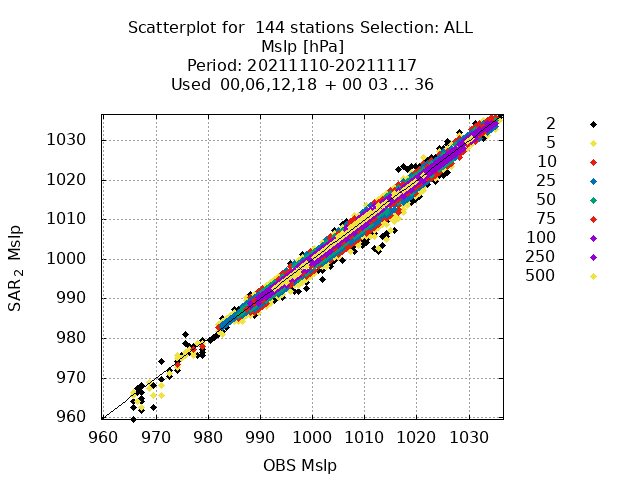 Scatterplot for  144 stations Selection: ALL
Mslp [hPa]
Period: 20211110-20211117
Used  00,06,12,18 + 00 03 ... 36
2
5
10
25
50
75
100
250
500
1030
1020
1010
1000
990
980
970
960
SAR2 Mslp
960 970 980 990 1000 1010 1020 1030
OBS Mslp